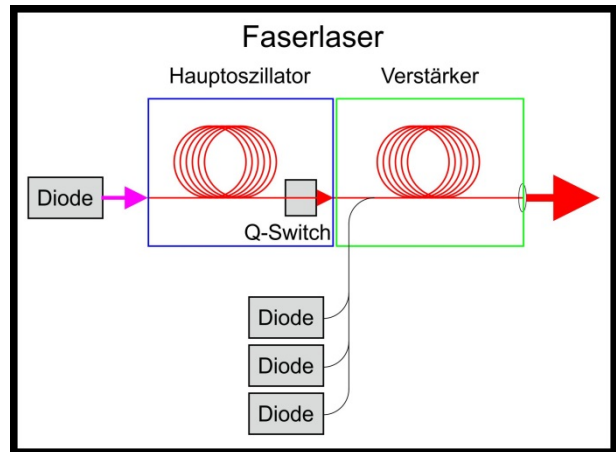 Faserlaser
Hauptoszillator
Verstärker
Diode
Q-Switch
Diode
Diode
Diode